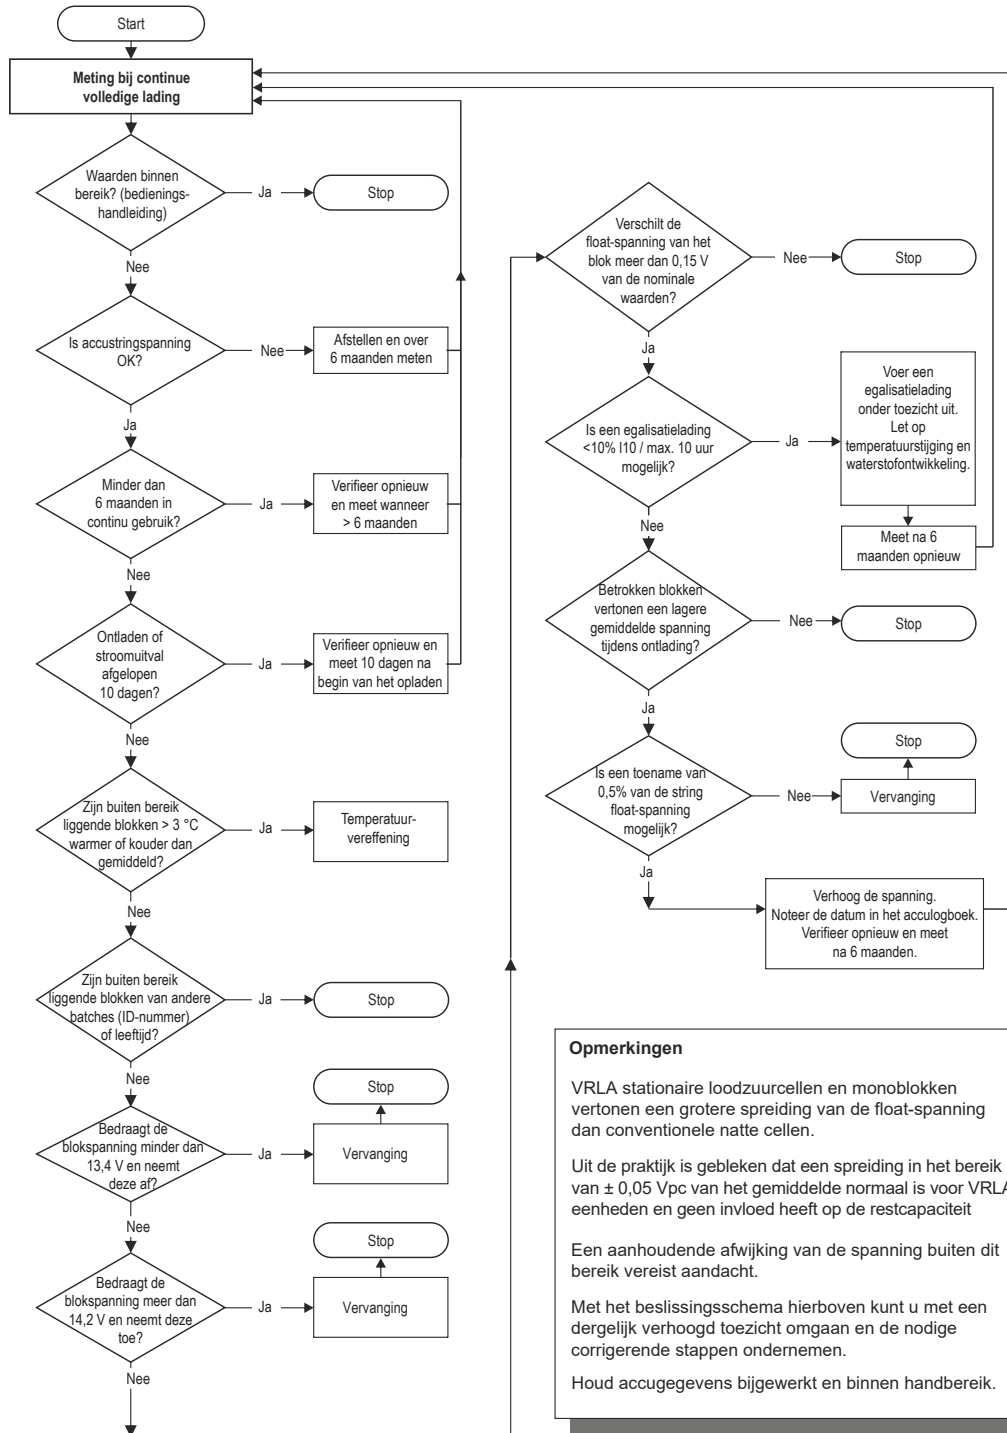 Start
Meting bij continue
volledige lading
Waarden binnen
bereik? (bedienings-
handleiding)
Ja
Stop
Nee
Is accustringspanning
OK?
Nee
Afstellen en over
6 maanden meten
Ja
Minder dan
6 maanden in
continu gebruik?
Ja
Verifieer opnieuw
en meet wanneer
> 6 maanden
Nee
Ontladen of
stroomuitval
afgelopen
10 dagen?
Ja
Verifieer opnieuw en
meet 10 dagen na
begin van het opladen
Nee
Zijn buiten bereik
liggende blokken > 3 °C
warmer of kouder dan
gemiddeld?
Ja
Temperatuur-
vereffening
Nee
Zijn buiten bereik
liggende blokken van andere
batches (ID-nummer)
of leeftijd?
Ja
Stop
Nee
Bedraagt de
blokspanning minder dan
13,4 V en neemt
deze af?
Ja
Vervanging
Stop
Nee
Bedraagt de
blokspanning meer dan
14,2 V en neemt deze
toe?
Ja
Vervanging
Stop
Nee
Verschilt de
float-spanning van het
blok meer dan 0,15 V
van de nominale
waarden?
Nee
Stop
Ja
Is een egalisatielading
<10% I10 / max. 10 uur
mogelijk?
Ja
Voer een
egalisatielading
onder toezicht uit.
Let op
temperatuurstijging en
waterstofontwikkeling.
Meet na 6
maanden opnieuw
Nee
Betrokken blokken
vertonen een lagere
gemiddelde spanning
tijdens ontlading?
Nee
Stop
Ja
Is een toename van
0,5% van de string
float-spanning
mogelijk?
Nee
Vervanging
Stop
Ja
Verhoog de spanning.
Noteer de datum in het acculogboek.
Verifieer opnieuw en meet
na 6 maanden.
Opmerkingen
VRLA stationaire loodzuurcellen en monoblokken
vertonen een grotere spreiding van de float-spanning
dan conventionele natte cellen.
Uit de praktijk is gebleken dat een spreiding in het bereik
van ± 0,05 Vpc van het gemiddelde normaal is voor VRLA
eenheden en geen invloed heeft op de restcapaciteit
Een aanhoudende afwijking van de spanning buiten dit
bereik vereist aandacht.
Met het beslissingsschema hierboven kunt u met een
dergelijk verhoogd toezicht omgaan en de nodige
corrigerende stappen ondernemen.
Houd accugegevens bijgewerkt en binnen handbereik.